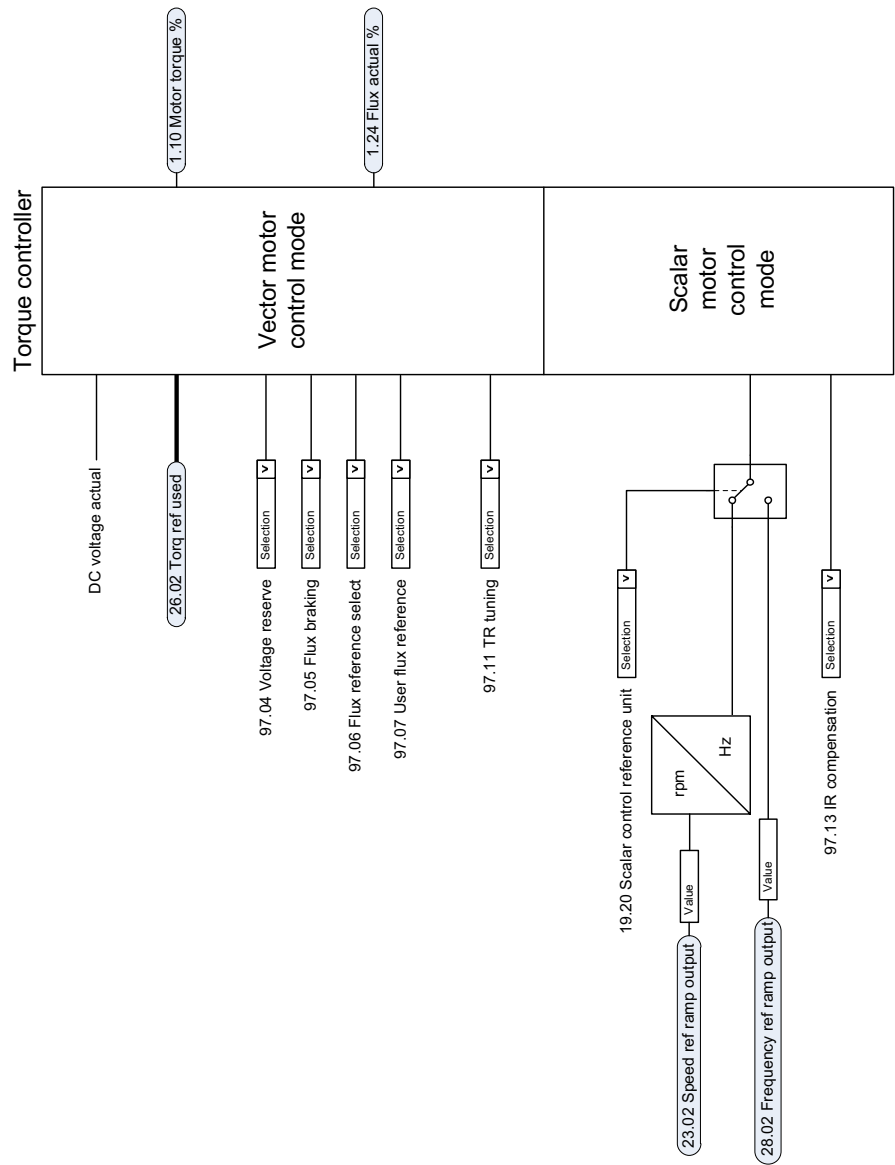 Torque controller
DC voltage actual
26.02 Torq ref used
1.10 Motor torque %
Vector motor
control mode
1.24 Flux actual %
97.04 Voltage reserve
Selection
v
97.05 Flux braking
Selection
v
97.06 Flux reference select
Selection
v
97.07 User flux reference
Selection
v
97.11 TR tuning
Selection
v
Scalar
motor
control
mode
19.20 Scalar control reference unit
Selection
v
23.02 Speed ref ramp output
Value
rpm
Hz
28.02 Frequency ref ramp output
Value
97.13 IR compensation
Selection
v